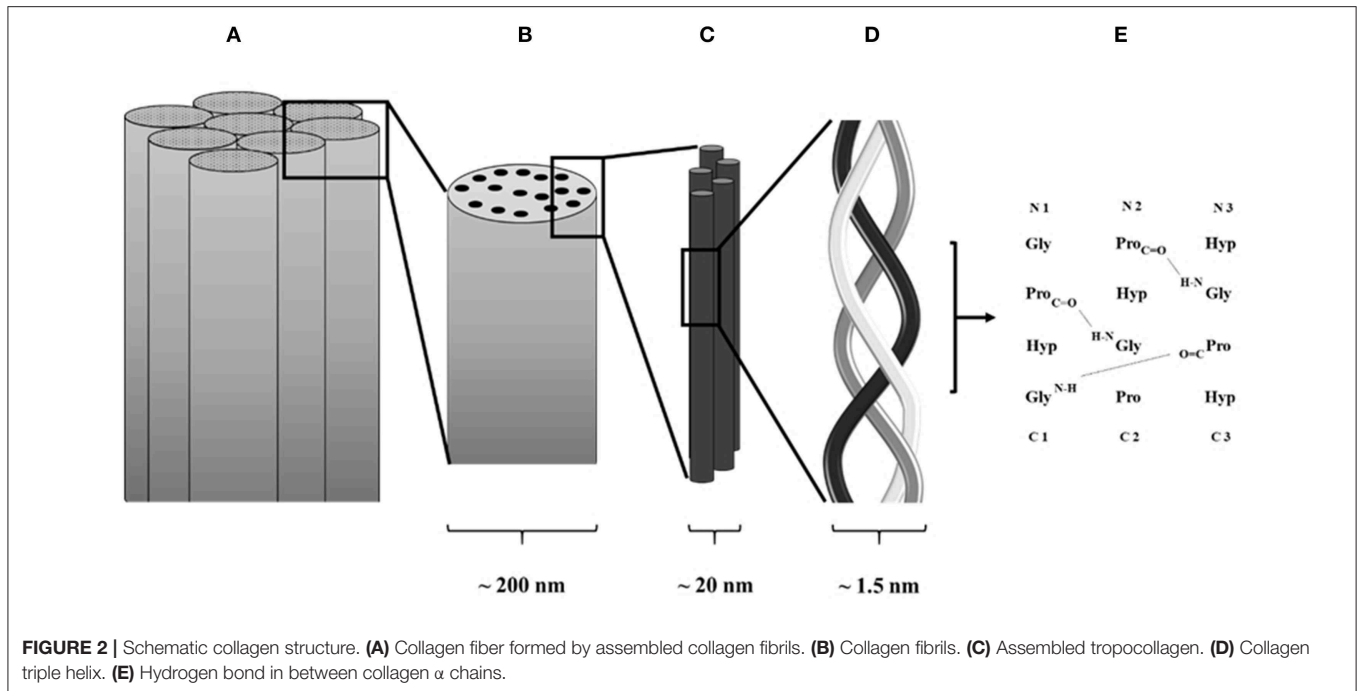 A B C D E
N 1 N 2 N 3
Gly Pro C=O Hyp
H-N Gly
Pro C=O Hyp
H-N
Hyp Gly O=C Pro
Gly N-H Pro Hyp
C 1 C 2 C 3
~ 200 nm ~ 20 nm ~ 1.5 nm
FIGURE 2 | Schematic collagen structure. (A) Collagen fiber formed by assembled collagen fibrils. (B) Collagen fibrils. (C) Assembled tropocollagen. (D) Collagen
triple helix. (E) Hydrogen bond in between collagen α chains.